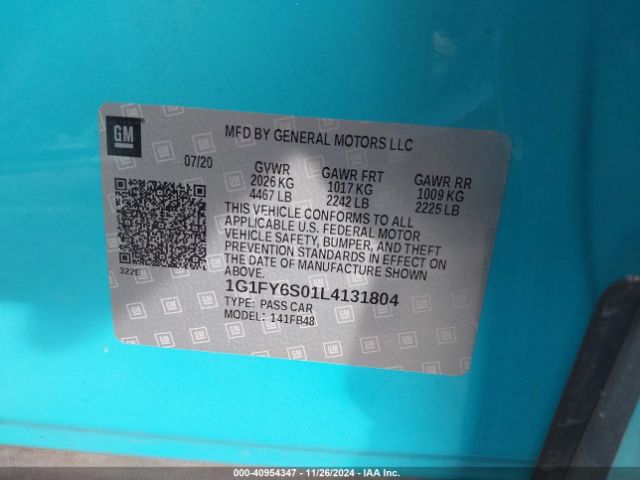 GM
MFD BY GENERAL MOTORS LLC
07/20
GVWR GAWR FRT GAWR RR
2026 KG 1017 KG 1009 KG
4467 LB 2242 LB 2225 LB
THIS VEHICLE CONFORMS TO ALL
APPLICABLE U.S. FEDERAL MOTOR
VEHICLE SAFETY, BUMPER, AND THEFT
PREVENTION STANDARDS IN EFFECT ON
THE DATE OF MANUFACTURE SHOWN
ABOVE.
322E
1G1FY6S01L4131804
TYPE: PASS CAR
MODEL: 141FB48
00-40954347 - 11/26/2024 - IAA Inc.